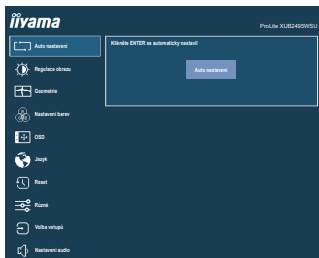 iiyama
ProLite XUB2495WSU
Auto nastavení
Klikněte ENTER se automaticky nastavil
Auto nastavení
Regulace obrazu
Geometrie
Nastavení barev
OSD
Jazyk
Reset
Různé
Volba vstupů
Nastavení audio